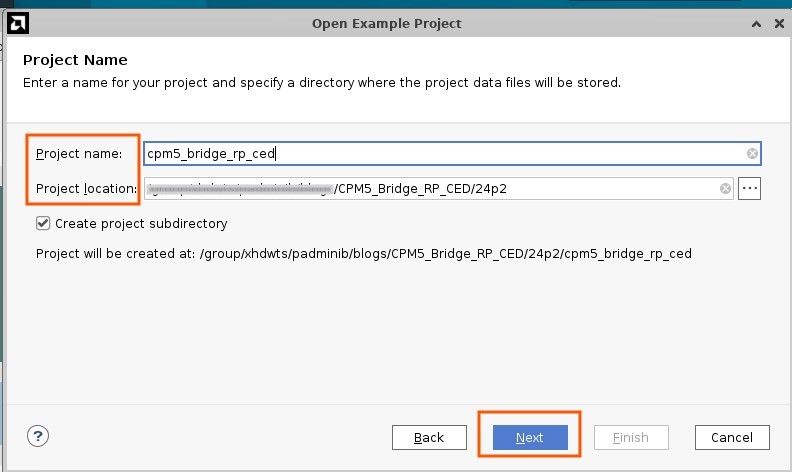 Open Example Project
Project Name
Enter a name for your project and specify a directory where the project data files will be stored.
Project name: cpm5_bridge_rp_ced
Project location: /CPM5_Bridge_RP_CED/24p2
Create project subdirectory
Project will be created at: /group/xhdwts/padminib/blogs/CPM5_Bridge_RP_CED/24p2/cpm5_bridge_rp_ced
? Back Next Finish Cancel